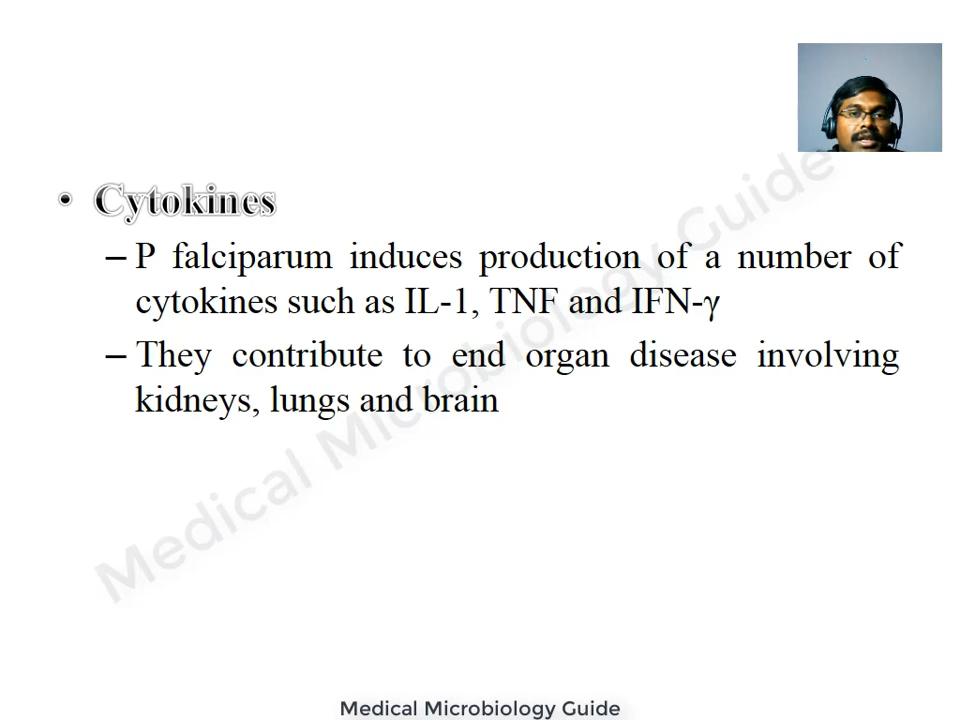 • Cytokines
– P falciparum induces production of a number of
cytokines such as IL-1, TNF and IFN-γ
– They contribute to end organ disease involving
kidneys, lungs and brain
Medical Microbiology Guide
Medical Microbiology Guide